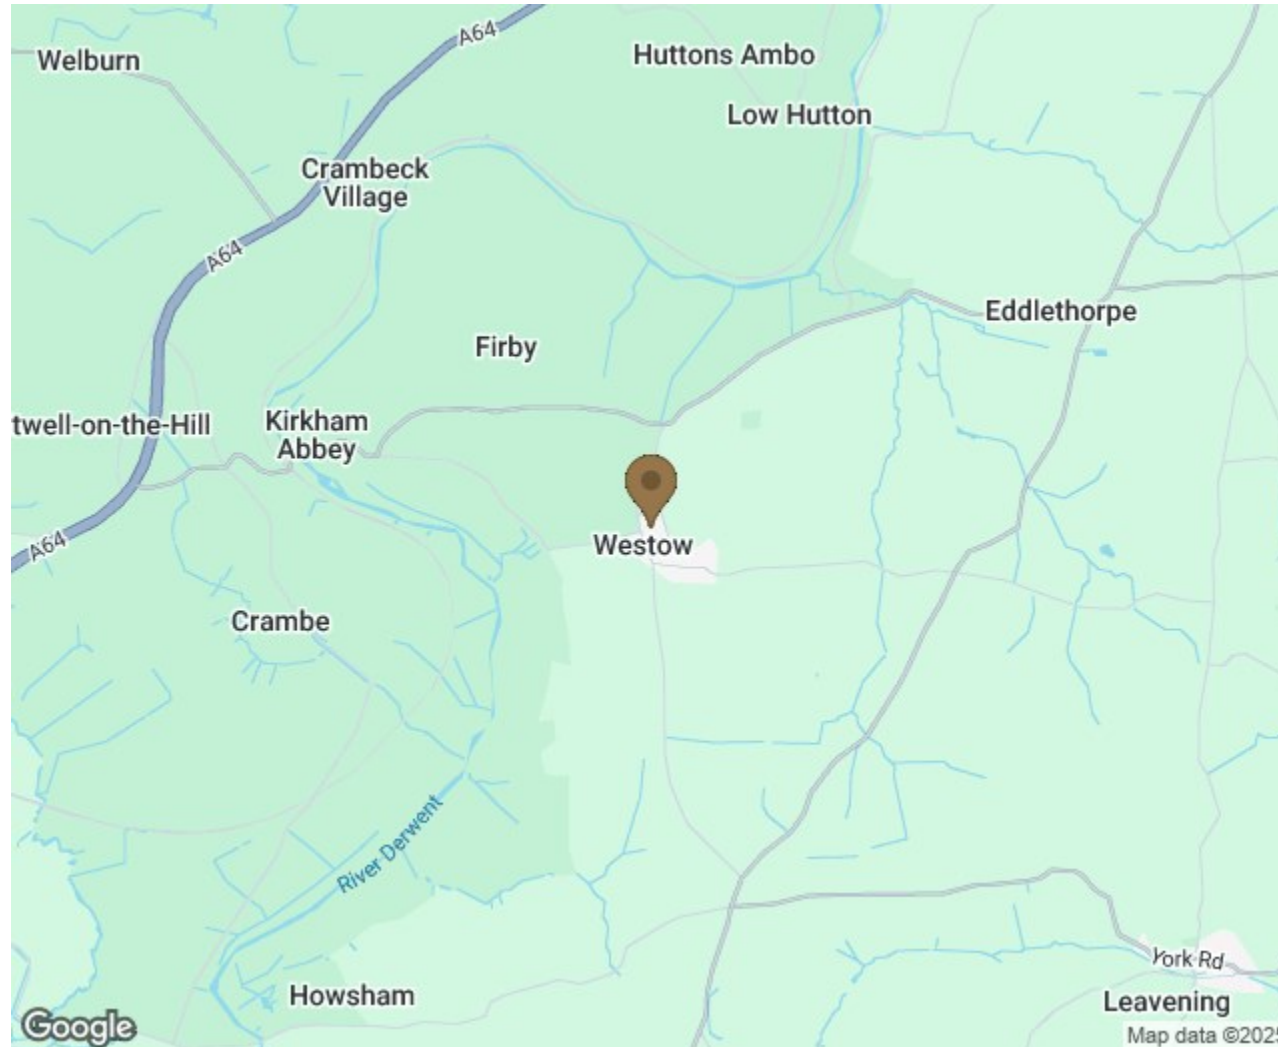 A64
Welburn
Huttons Ambo
Low Hutton
Crambeck
Village
A64
Eddlethorpe
Firby
twell-on-the-Hill
Kirkham
Abbey
A64
Westow
Crambe
River Derwent
York Rd
Howsham
Leavening
Google
Map data ©2025